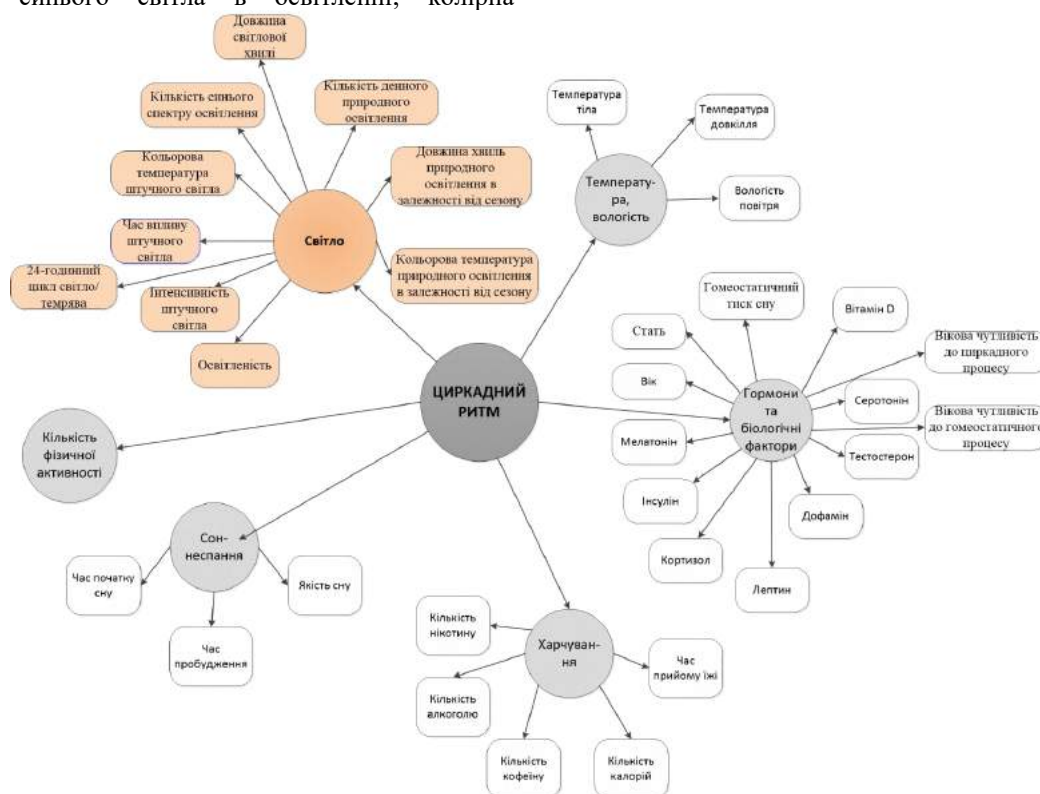 синього світла в освітленні, колірна
Довжина
світлової
хвилі
Кількість синього
спектру освітлення
Кількість денного
природного
освітлення
Кольорова
температура
штучного світла
Довжина хвиль
природного
освітлення в
залежності від сезону
Час впливу
штучного
світла
Світло
24-годинний
цикл світло/
темрява
Інтенсивність
штучного
світла
Кольорова температура
природного освітлення
в залежності від сезону
Освітленість
Температура
тіла
Температура
довкілля
Температу-
ра,
вологість
Вологість
повітря
ЦИРКАДНИЙ
РИТМ
Гомеостатичний
тиск сну
Вітамін D
Стать
Вікова чутливість
до циркадного
процесу
Вік
Гормони
та
біологічні
фактори
Серотонін
Вікова чутливість
до гомеостатичного
процесу
Мелатонін
Тестостерон
Інсулін
Дофамін
Кортизол
Лептин
Кількість
фізичної
активності
Сон-
неспання
Час початку
сну
Якість сну
Час
пробудження
Кількість
нікотину
Харчуван-
ня
Час
прийому їжі
Кількість
алкоголю
Кількість
кофеїну
Кількість
калорій